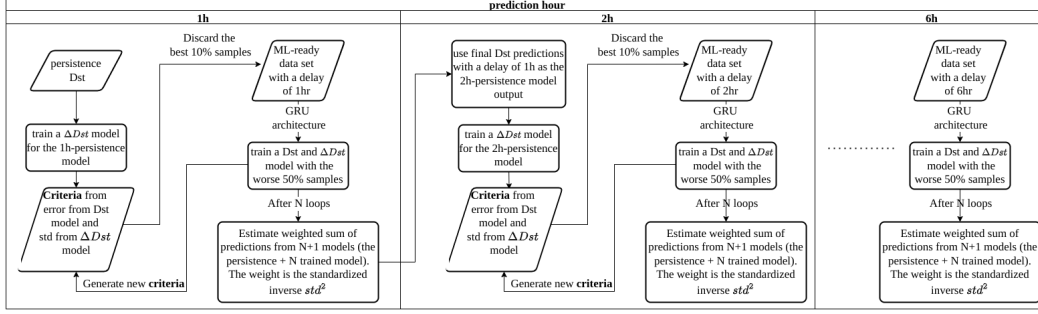 prediction hour
1h
2h
6h
persistence
Dst
train a ΔDst model
for the 1h-persistence
model
Criteria from
error from Dst
model and
std from ΔDst
model
Discard the
best 10% samples
ML-ready
data set
with a delay
of 1hr
GRU
architecture
train a Dst and ΔDst
model with the
worse 50% samples
After N loops
Estimate weighted sum of
predictions from N+1 models (the
persistence + N trained model).
The weight is the standardized
inverse std²
Generate new criteria
use final Dst predictions
with a delay of 1h as the
2h-persistence model
output
train a ΔDst model
for the 2h-persistence
model
Criteria from
error from Dst
model and
std from ΔDst
model
Discard the
best 10% samples
ML-ready
data set
with a delay
of 2hr
GRU
architecture
train a Dst and ΔDst
model with the
worse 50% samples
After N loops
Estimate weighted sum of
predictions from N+1 models (the
persistence + N trained model).
The weight is the standardized
inverse std²
Generate new criteria
ML-ready
data set
with a delay
of 6hr
GRU
architecture
train a Dst and ΔDst
model with the
worse 50% samples
After N loops
Estimate weighted sum of
predictions from N+1 models (the
persistence + N trained model).
The weight is the standardized
inverse std²